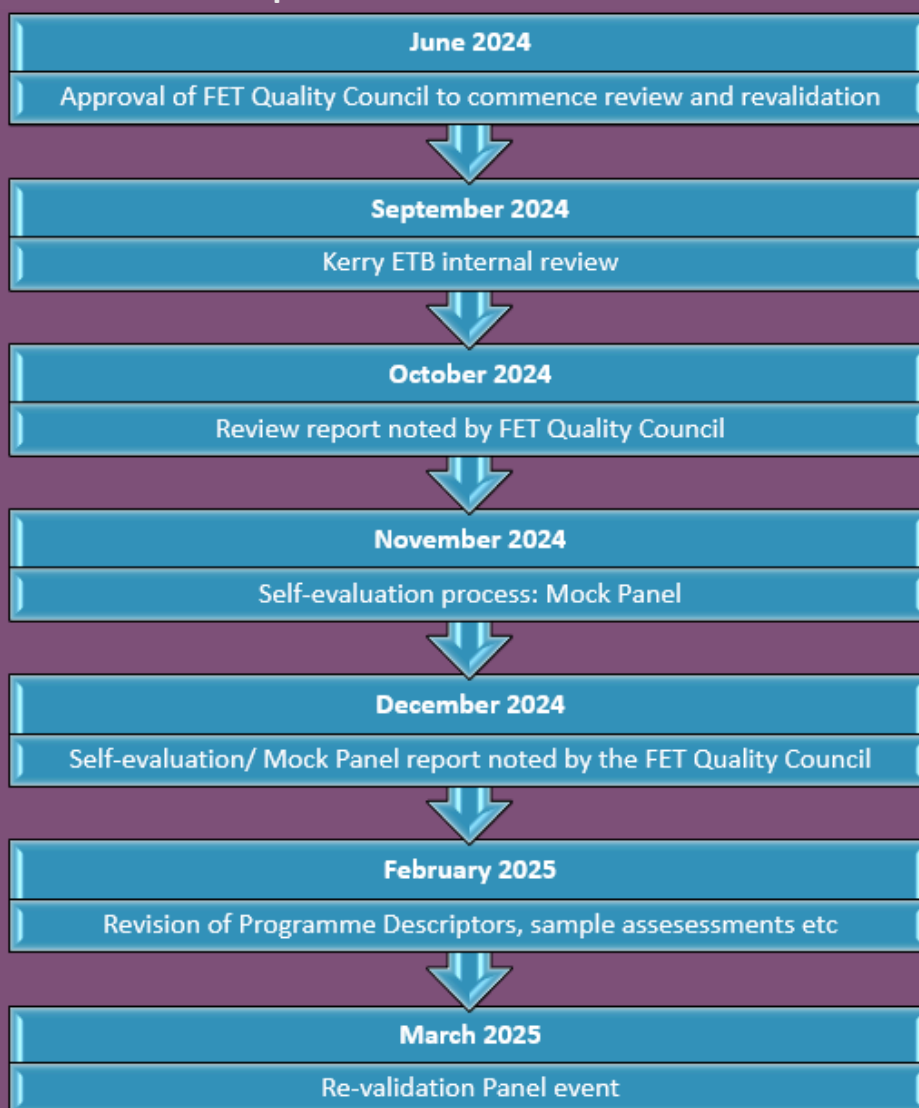 June 2024
Approval of FET Quality Council to commence review and revalidation
September 2024
Kerry ETB internal review
October 2024
Review report noted by FET Quality Council
November 2024
Self-evaluation process: Mock Panel
December 2024
Self-evaluation/ Mock Panel report noted by the FET Quality Council
February 2025
Revision of Programme Descriptors, sample assesessments etc
March 2025
Re-validation Panel event